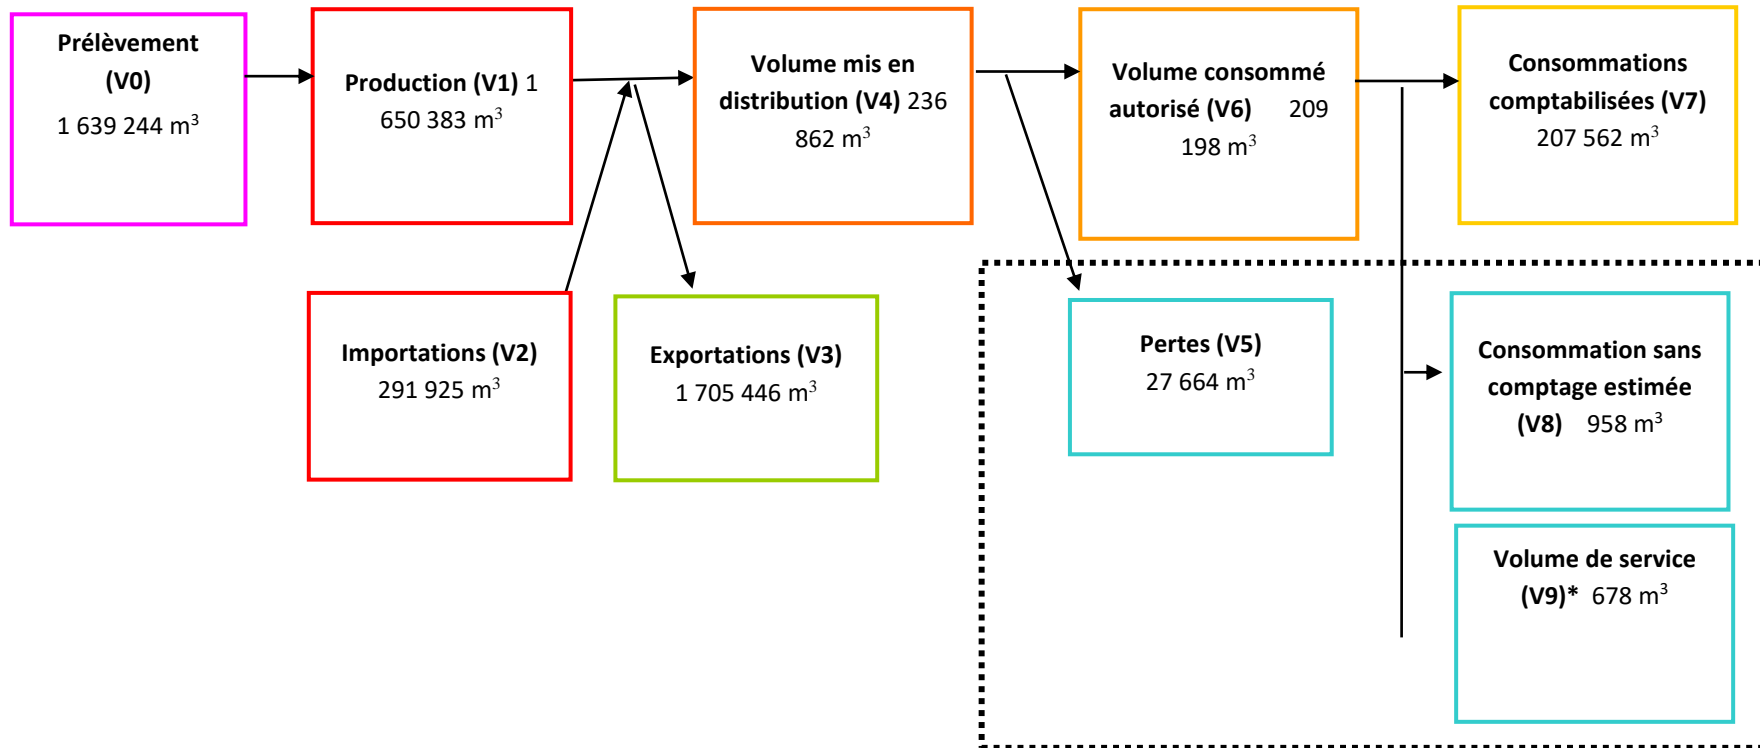 Prélèvement
(V0)
1 639 244 m³
Production (V1) 1
650 383 m³
Volume mis en
distribution (V4) 236
862 m³
Volume consommé
autorisé (V6) 209
198 m³
Consommations
comptabilisées (V7)
207 562 m³
Importations (V2)
291 925 m³
Exportations (V3)
1 705 446 m³
Pertes (V5)
27 664 m³
Consommation sans
comptage estimée
(V8) 958 m³
Volume de service
(V9)* 678 m³